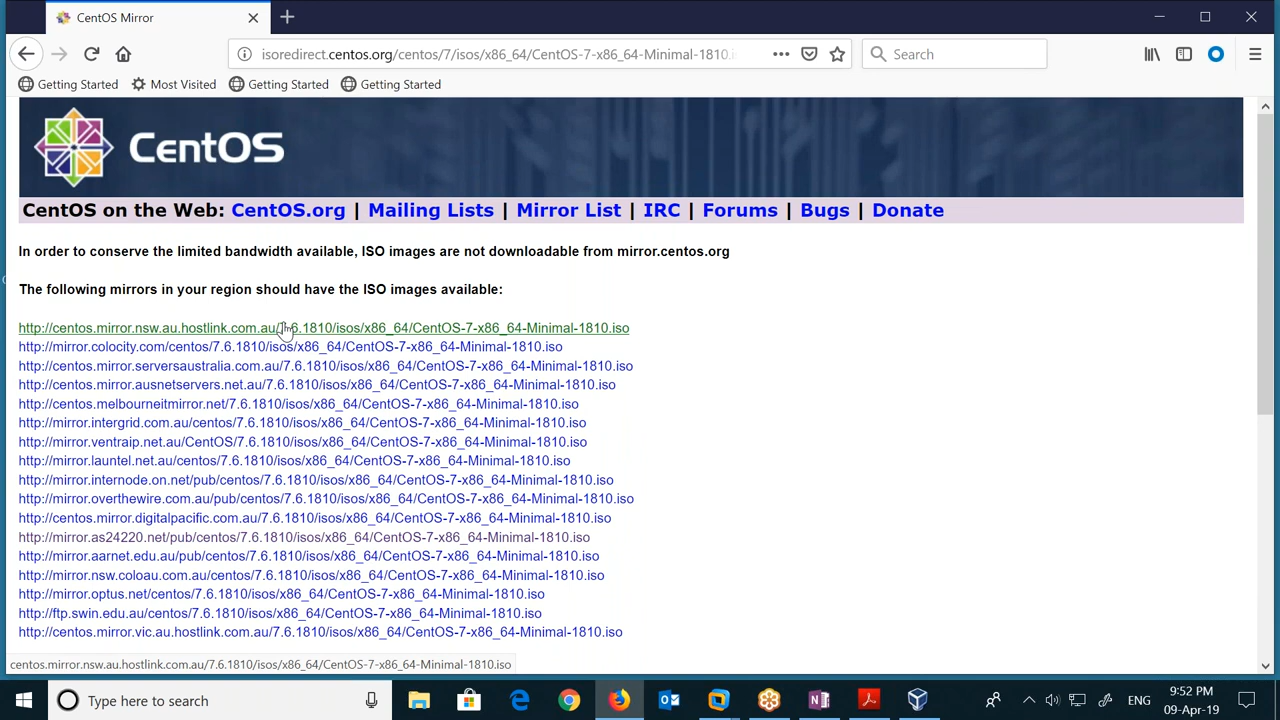 CentOS Mirror
isoredirect.centos.org/centos/7/isos/x86_64/CentOS-7-x86_64-Minimal-1810.i
Search
Getting Started
Most Visited
Getting Started
Getting Started
CentOS
CentOS on the Web: CentOS.org | Mailing Lists | Mirror List | IRC | Forums | Bugs | Donate
In order to conserve the limited bandwidth available, ISO images are not downloadable from mirror.centos.org
The following mirrors in your region should have the ISO images available:
http://centos.mirror.nsw.au.hostlink.com.au/7.6.1810/isos/x86_64/CentOS-7-x86_64-Minimal-1810.iso
http://mirror.colocity.com/centos/7.6.1810/isos/x86_64/CentOS-7-x86_64-Minimal-1810.iso
http://centos.mirror.serversaustralia.com.au/7.6.1810/isos/x86_64/CentOS-7-x86_64-Minimal-1810.iso
http://centos.mirror.ausnetservers.net.au/7.6.1810/isos/x86_64/CentOS-7-x86_64-Minimal-1810.iso
http://centos.melbourneitmirror.net/7.6.1810/isos/x86_64/CentOS-7-x86_64-Minimal-1810.iso
http://mirror.intergrid.com.au/centos/7.6.1810/isos/x86_64/CentOS-7-x86_64-Minimal-1810.iso
http://mirror.ventraip.net.au/CentOS/7.6.1810/isos/x86_64/CentOS-7-x86_64-Minimal-1810.iso
http://mirror.launtel.net.au/centos/7.6.1810/isos/x86_64/CentOS-7-x86_64-Minimal-1810.iso
http://mirror.internode.on.net/pub/centos/7.6.1810/isos/x86_64/CentOS-7-x86_64-Minimal-1810.iso
http://mirror.overthewire.com.au/pub/centos/7.6.1810/isos/x86_64/CentOS-7-x86_64-Minimal-1810.iso
http://centos.mirror.digitalpacific.com.au/7.6.1810/isos/x86_64/CentOS-7-x86_64-Minimal-1810.iso
http://mirror.as24220.net/pub/centos/7.6.1810/isos/x86_64/CentOS-7-x86_64-Minimal-1810.iso
http://mirror.aarnet.edu.au/pub/centos/7.6.1810/isos/x86_64/CentOS-7-x86_64-Minimal-1810.iso
http://mirror.nsw.coloau.com.au/centos/7.6.1810/isos/x86_64/CentOS-7-x86_64-Minimal-1810.iso
http://mirror.optus.net/centos/7.6.1810/isos/x86_64/CentOS-7-x86_64-Minimal-1810.iso
http://ftp.swin.edu.au/centos/7.6.1810/isos/x86_64/CentOS-7-x86_64-Minimal-1810.iso
http://centos.mirror.vic.au.hostlink.com.au/7.6.1810/isos/x86_64/CentOS-7-x86_64-Minimal-1810.iso
centos.mirror.nsw.au.hostlink.com.au/7.6.1810/isos/x86_64/CentOS-7-x86_64-Minimal-1810.iso
Type here to search
ENG
9:52 PM
09-Apr-19